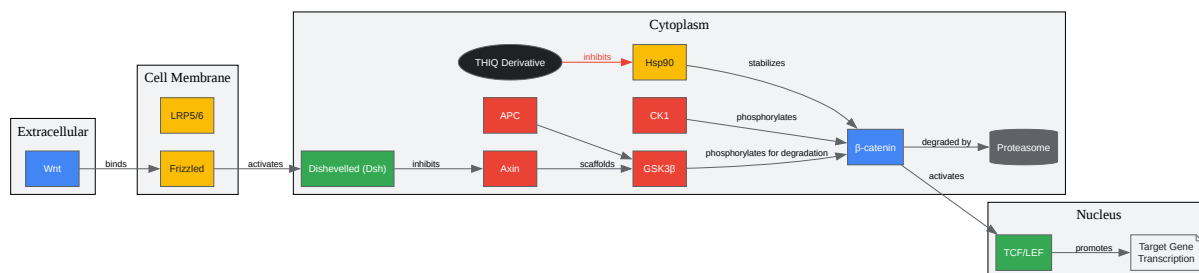 Cytoplasm
THIQ Derivative
inhibits
Hsp90
stabilizes
Cell Membrane
LRP5/6
APC
CK1
phosphorylates
Extracellular
Wnt
binds
Frizzled
activates
Dishevelled (Dsh)
inhibits
Axin
scaffolds
GSK3β
phosphorylates for degradation
β-catenin
degraded by
Proteasome
activates
Nucleus
TCF/LEF
promotes
Target Gene
Transcription